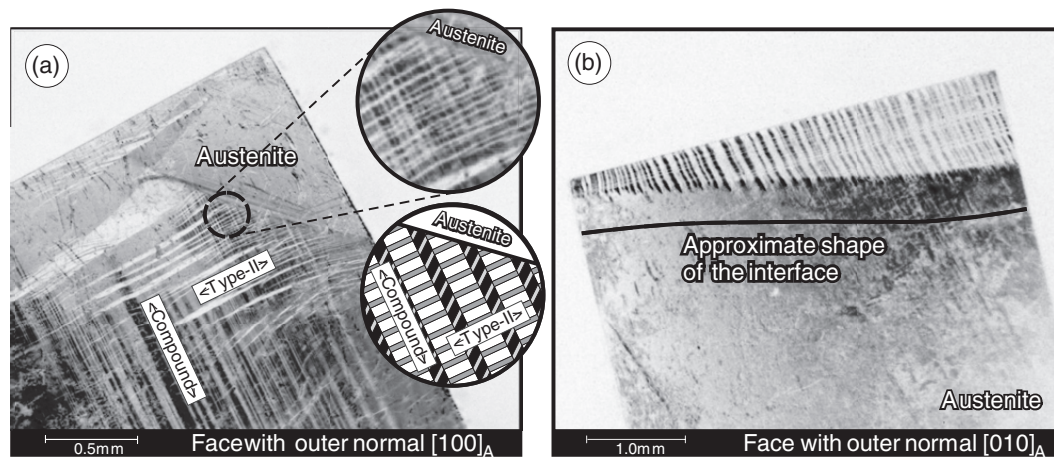 (a)
Austenite
Austenite
<Type-II>
<Compound>
Austenite
<Compound>
<Type-II>
0.5mm
Facewith outer normal [100]A
(b)
Approximate shape
of the interface
Austenite
1.0mm
Face with outer normal [010]A